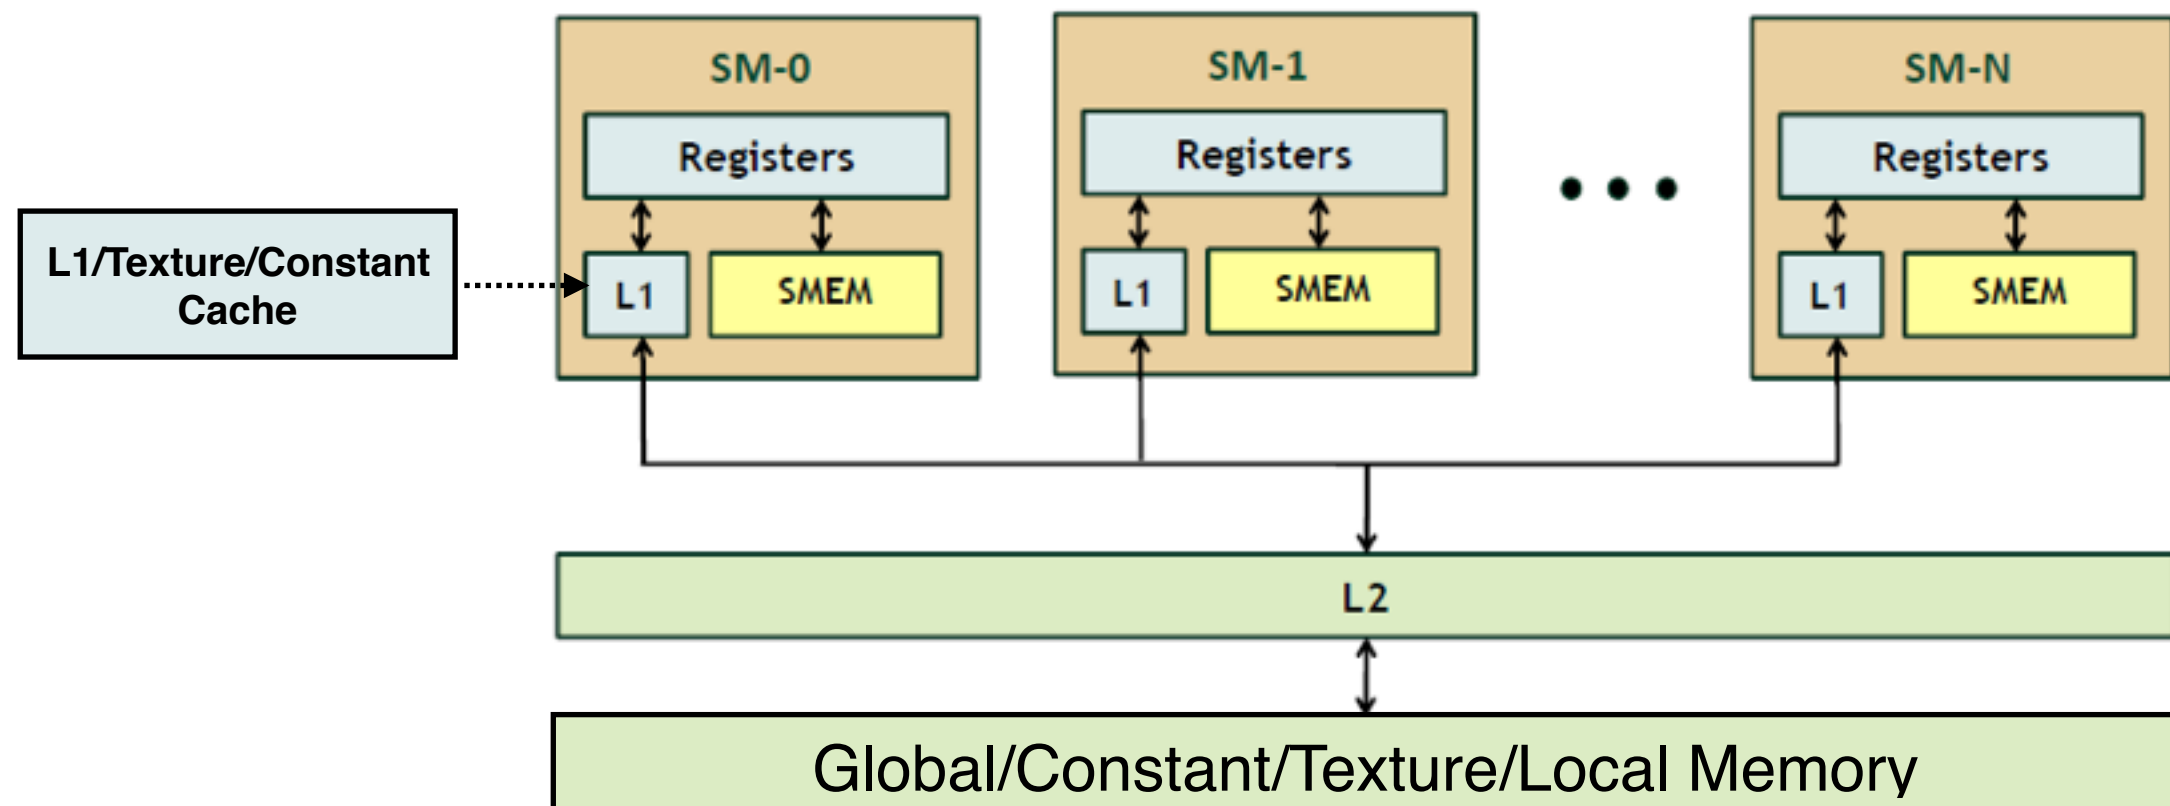 SM-0
SM-1
SM-N
Registers
Registers
Registers
L1/Texture/Constant
Cache
L1
SMEM
L1
SMEM
L1
SMEM
L2
Global/Constant/Texture/Local Memory